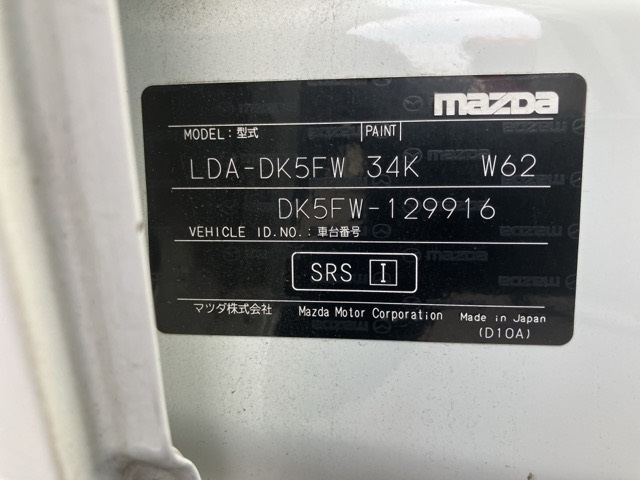 mazda
MODEL: 型式 |PAINT|
LDA-DK5FW 34K W62
DK5FW-129916
VEHICLE ID.NO.: 車台番号
SRS I
マツダ株式会社 Mazda Motor Corporation Made in Japan
(D10A)